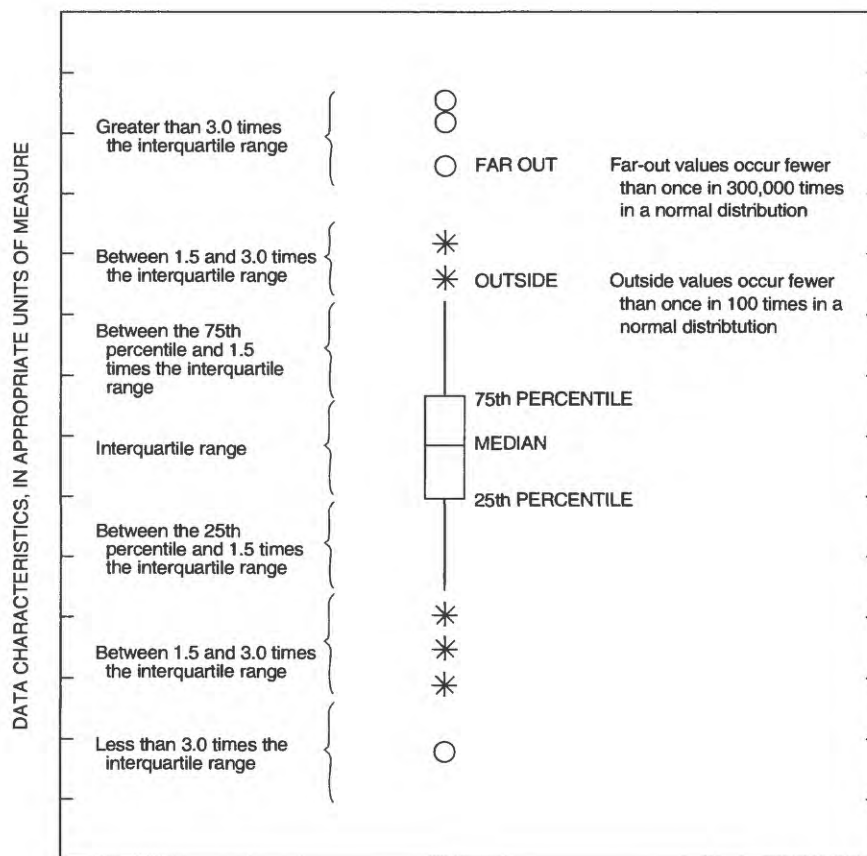 DATA CHARACTERISTICS, IN APPROPRIATE UNITS OF MEASURE
Greater than 3.0 times
the interquartile range
FAR OUT
Far-out values occur fewer
than once in 300,000 times
in a normal distribution
Between 1.5 and 3.0 times
the interquartile range
OUTSIDE
Outside values occur fewer
than once in 100 times in a
normal distribtution
Between the 75th
percentile and 1.5
times the interquartile
range
75th PERCENTILE
Interquartile range
MEDIAN
25th PERCENTILE
Between the 25th
percentile and 1.5 times
the interquartile range
Between 1.5 and 3.0 times
the interquartile range
Less than 3.0 times the
interquartile range